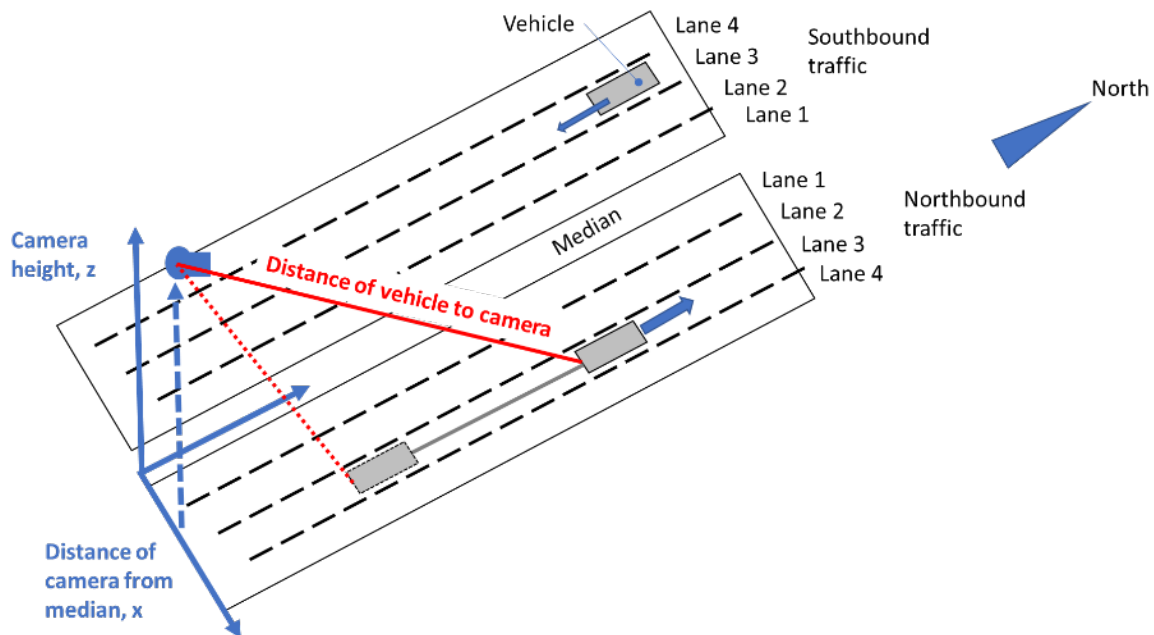 Vehicle
Lane 4
Lane 3
Lane 2
Lane 1
Southbound
traffic
North
Lane 1
Lane 2
Lane 3
Lane 4
Northbound
traffic
Median
Camera
height, z
Distance of vehicle to camera
Distance of
camera from
median, x